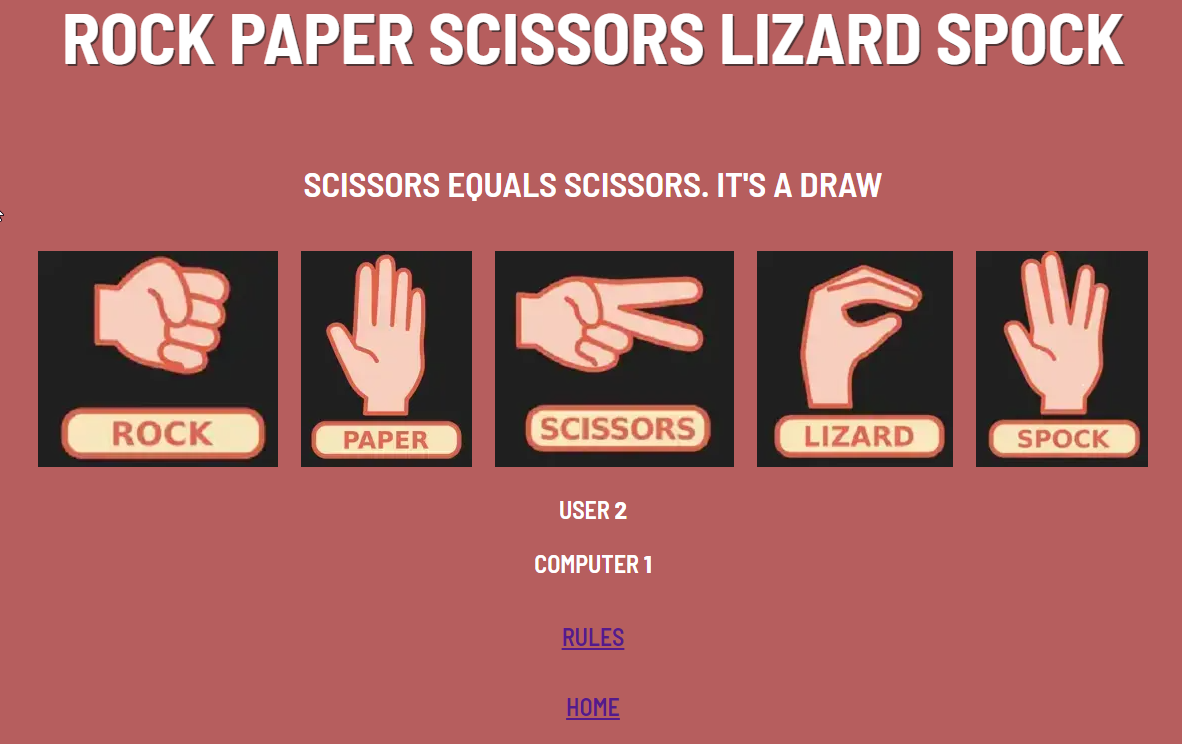 ROCK PAPER SCISSORS LIZARD SPOCK
SCISSORS EQUALS SCISSORS. IT'S A DRAW
ROCK
PAPER
SCISSORS
LIZARD
SPOCK
USER 2
COMPUTER 1
RULES
HOME